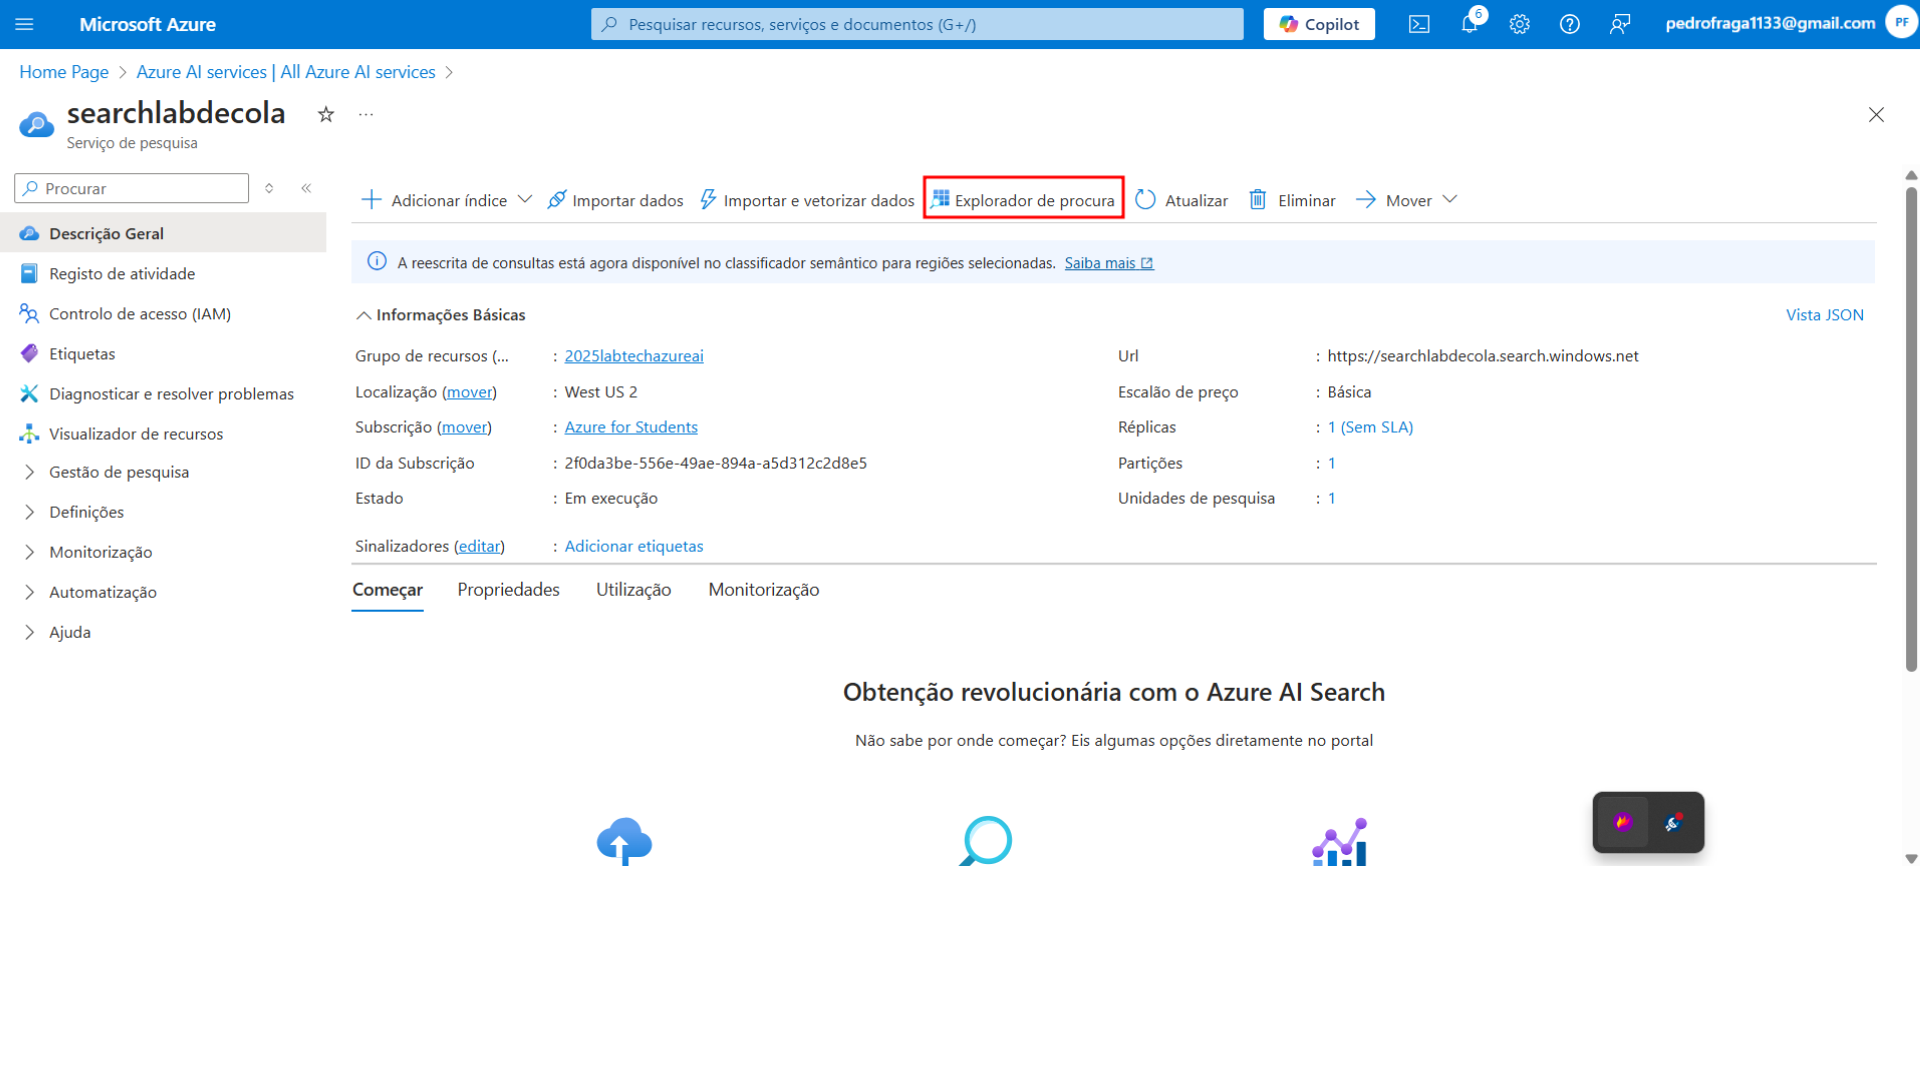 Microsoft Azure
Pesquisar recursos, serviços e documentos (G+/)
Copilot
6
pedrofraga1133@gmail.com
PF
Home Page > Azure AI services | All Azure AI services >
searchlabdecola
Serviço de pesquisa
Procurar
Adicionar índice
Importar dados
Importar e vetorizar dados
Explorador de procura
Atualizar
Eliminar
Mover
Descrição Geral
Registo de atividade
Controlo de acesso (IAM)
Etiquetas
Diagnosticar e resolver problemas
Visualizador de recursos
Gestão de pesquisa
Definições
Monitorização
Automatização
Ajuda
A reescrita de consultas está agora disponível no classificador semântico para regiões selecionadas. Saiba mais
Informações Básicas
Vista JSON
Grupo de recursos (... : 2025labtechazureai
Localização (mover) : West US 2
Subscrição (mover) : Azure for Students
ID da Subscrição : 2f0da3be-556e-49ae-894a-a5d312c2d8e5
Estado : Em execução
Url : https://searchlabdecola.search.windows.net
Escalão de preço : Básica
Réplicas : 1 (Sem SLA)
Partições : 1
Unidades de pesquisa : 1
Sinalizadores (editar) : Adicionar etiquetas
Começar
Propriedades
Utilização
Monitorização
Obtenção revolucionária com o Azure AI Search
Não sabe por onde começar? Eis algumas opções diretamente no portal